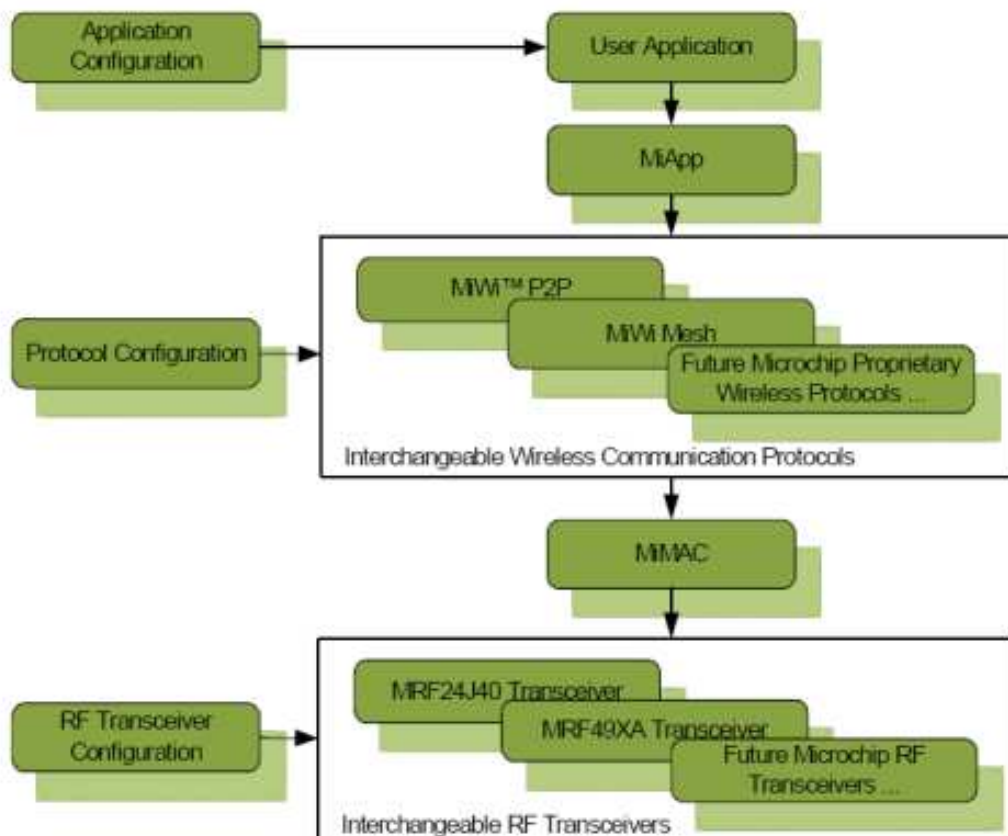 Application
Configuration
User Application
MiApp
MiWi™ P2P
MiWi Mesh
Protocol Configuration
Future Microchip Proprietary
Wireless Protocols ...
Interchangeable Wireless Communication Protocols
MiMAC
MRF24J40 Transceiver
RF Transceiver
Configuration
MRF49XA Transceiver
Future Microchip RF
Transceivers ...
Interchangeable RF Transceivers